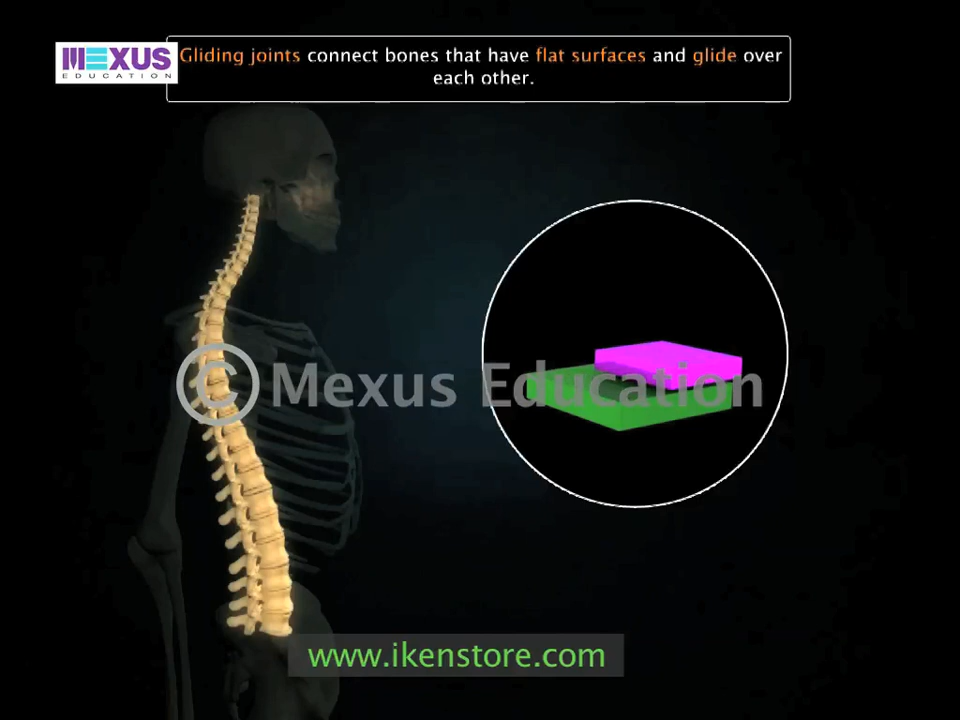 MEXUS
EDUCATION
Gliding joints connect bones that have flat surfaces and glide over
each other.
© Mexus Education
www.ikenstore.com